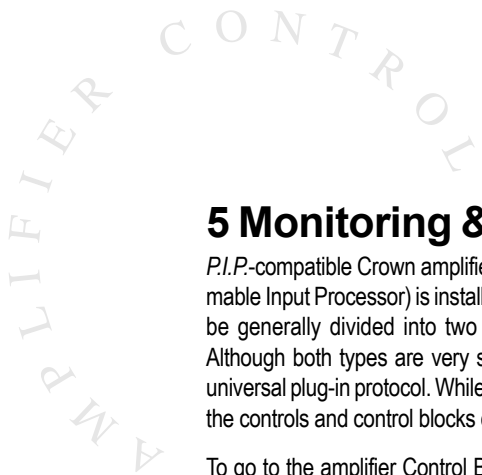 AMPLIFIER CONTROL
5 Monitoring &
P.I.P.-compatible Crown amplifie
mable Input Processor) is instal
be generally divided into two
Although both types are very s
universal plug-in protocol. While
the controls and control blocks
To go to the amplifier Control